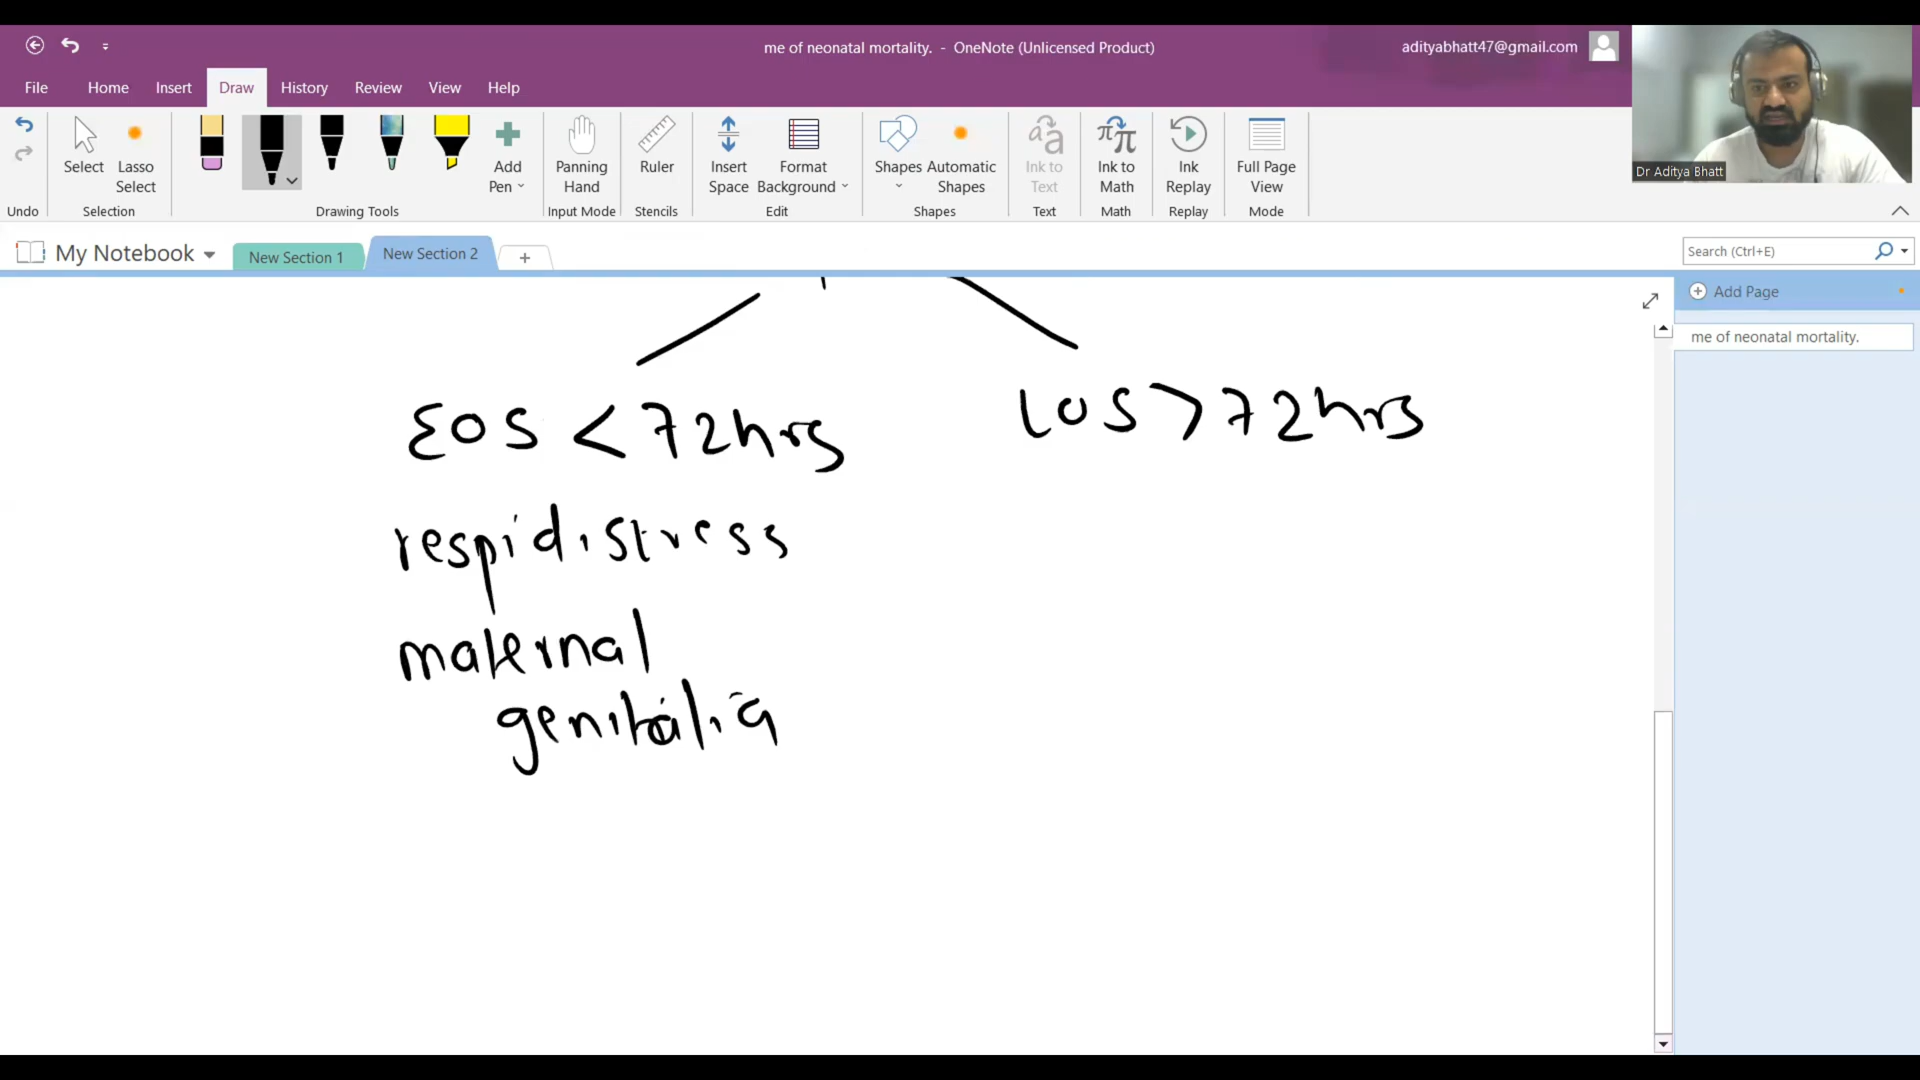 me of neonatal mortality. - OneNote (Unlicensed Product)
adityabhatt47@gmail.com
File Home Insert Draw History Review View Help
Select
Lasso Select
Add Pen
Panning Hand
Ruler
Insert Space
Format Background
Shapes
Automatic Shapes
Ink to Text
Ink to Math
Ink Replay
Full Page View
Undo Selection Drawing Tools Input Mode Stencils Edit Shapes Text Math Replay Mode
Dr Aditya Bhatt
My Notebook New Section 1 New Section 2 +
Search (Ctrl+E)
Add Page
me of neonatal mortality.
EOS < 72hrs
LOS > 72hrs
respi distress
maternal
genitalia